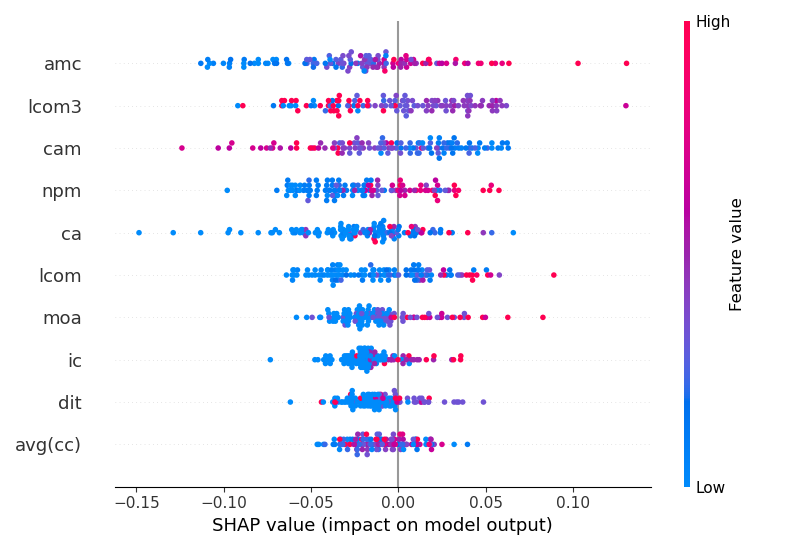 High
amc
lcom3
cam
npm
ca
lcom
moa
ic
dit
avg(cc)
Feature value
Low
−0.15 −0.10 −0.05 0.00 0.05 0.10
SHAP value (impact on model output)